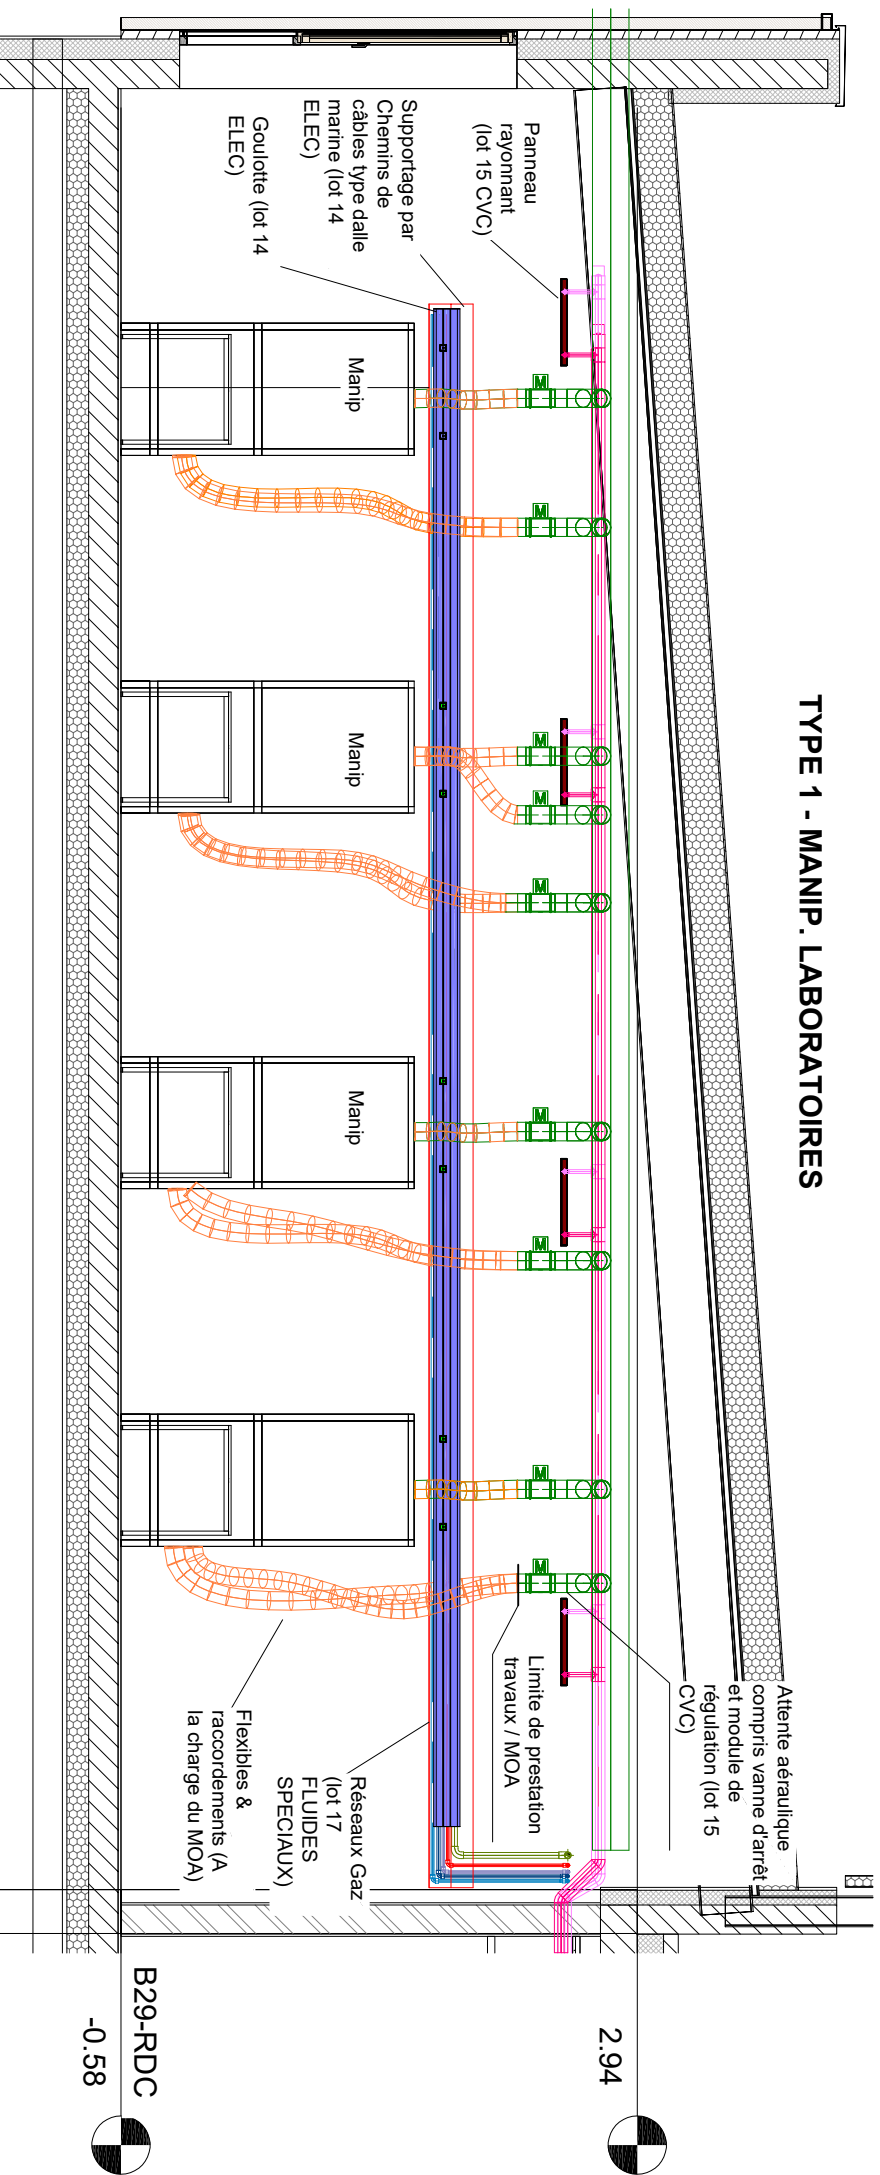 TYPE 1 - MANIP. LABORATOIRES
Panneau
rayonnant
(lot 15 CVC)
Supportage par
Chemins de
câbles type dalle
marine (lot 14
ELEC)
Goulotte (lot 14
ELEC)
Manip
Manip
Manip
M
M
M
M
M
M
M
M
M
Attente aéraulique
compris vanne d'arrêt
et module de
régulation (lot 15
CVC)
Limite de prestation
travaux / MOA
Réseaux Gaz
(lot 17
FLUIDES
SPECIAUX)
Flexibles &
raccordements (A
la charge du MOA)
2.94
B29-RDC
-0.58